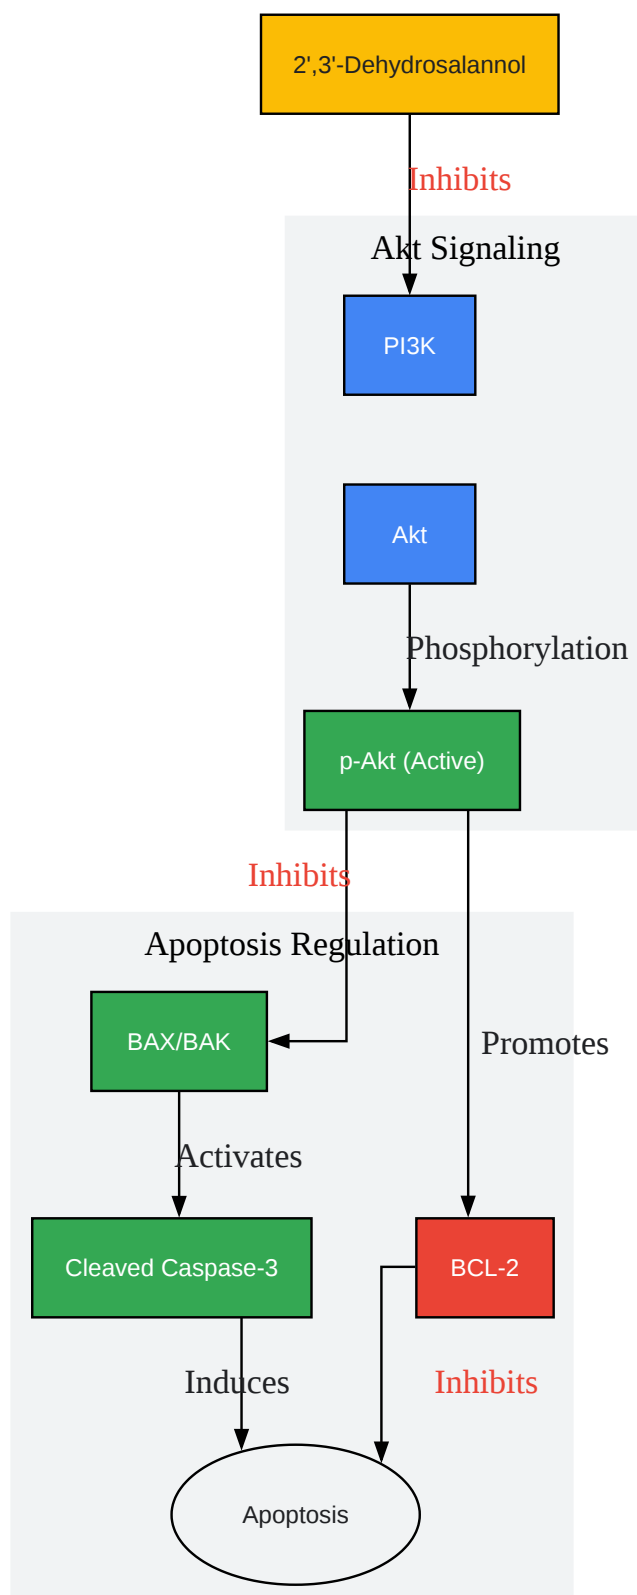 2',3'-Dehydrosalannol
Inhibits
Akt Signaling
PI3K
Akt
Phosphorylation
p-Akt (Active)
Inhibits
Apoptosis Regulation
BAX/BAK
Promotes
Activates
Cleaved Caspase-3
BCL-2
Induces
Inhibits
Apoptosis